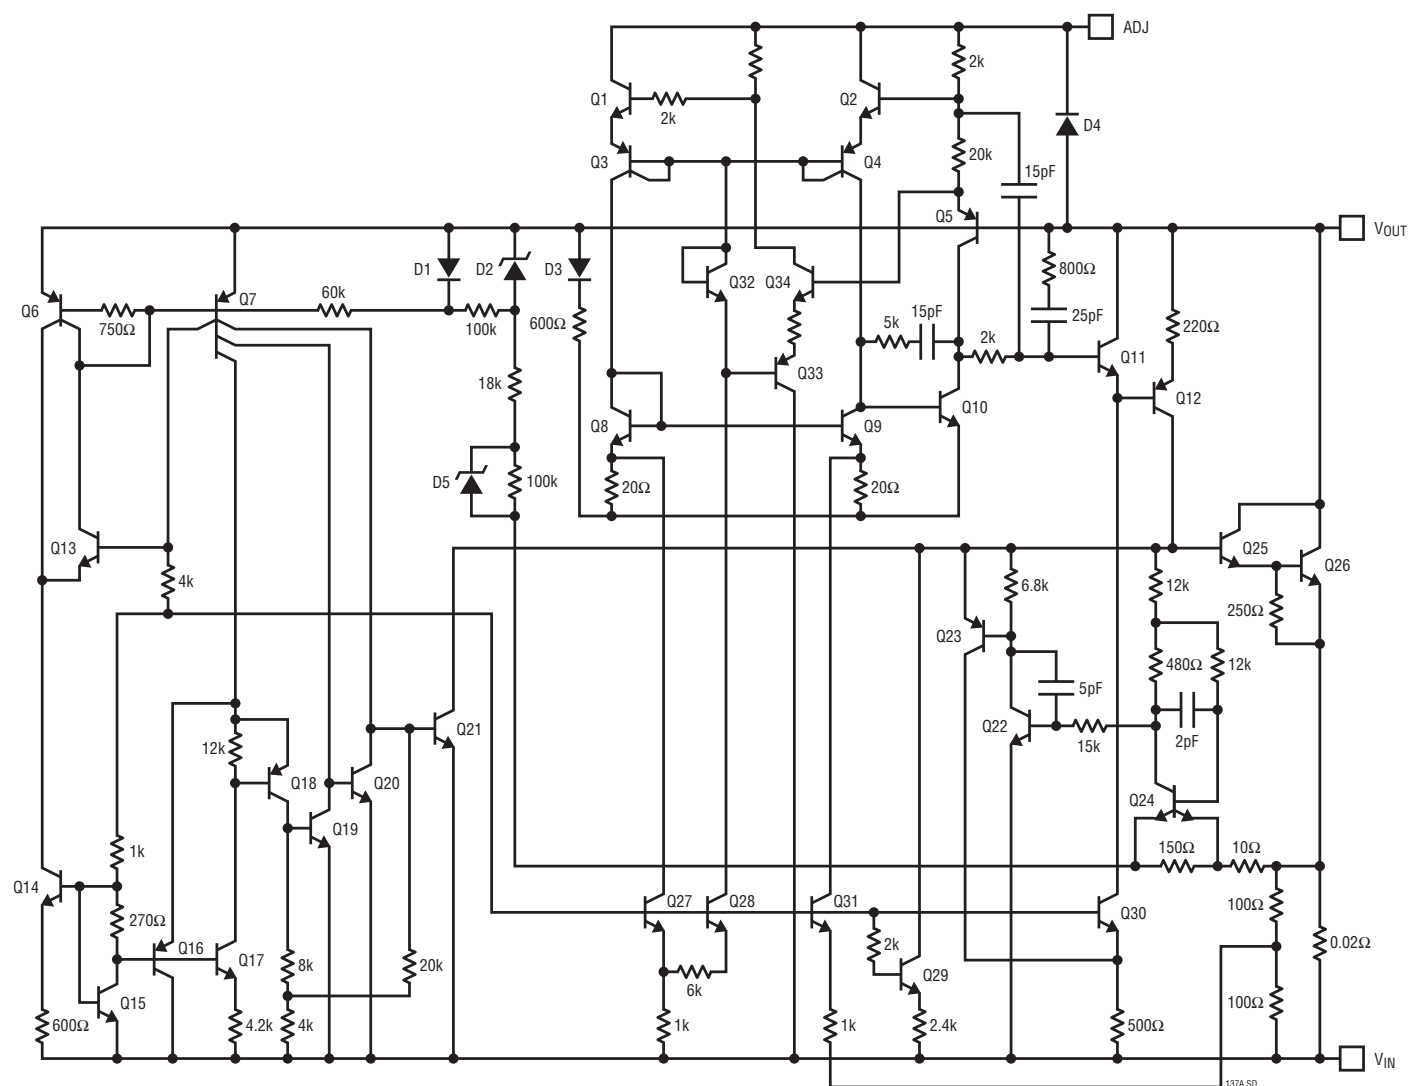 ADJ
2k
Q1
Q2
2k
D4
20k
Q3
Q4
15pF
Q5
VOUT
D1
D2
D3
Q32
Q34
800Ω
Q6
Q7
60k
750Ω
100k
600Ω
15pF
25pF
5k
2k
220Ω
Q11
18k
Q33
Q12
Q10
Q8
Q9
D5
100k
20Ω
20Ω
Q13
Q25
Q26
4k
6.8k
12k
250Ω
Q23
480Ω
12k
5pF
Q21
Q22
15k
2pF
12k
Q18
Q20
Q24
Q19
150Ω
10Ω
1k
Q14
Q27
Q28
Q31
Q30
100Ω
270Ω
Q16
Q17
2k
0.02Ω
8k
20k
Q29
6k
Q15
100Ω
600Ω
4.2k
4k
1k
1k
2.4k
500Ω
VIN
137A SD